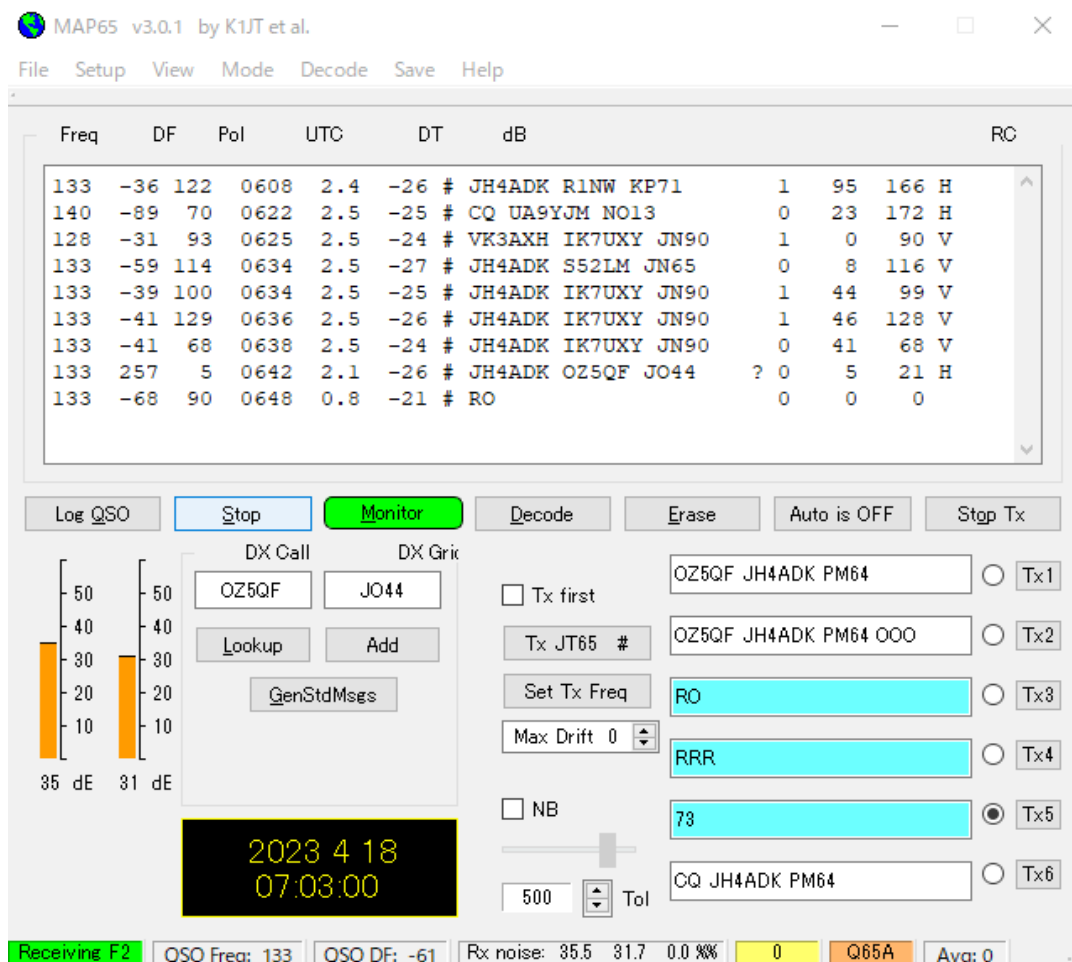 MAP65 v3.0.1 by K1JT et al.
File Setup View Mode Decode Save Help
Freq DF Pol UTC DT dB RC
133 -36 122 0608 2.4 -26 # JH4ADK R1NW KP71 1 95 166 H
140 -89 70 0622 2.5 -25 # CQ UA9YJM NO13 0 23 172 H
128 -31 93 0625 2.5 -24 # VK3AXH IK7UXY JN90 1 0 90 V
133 -59 114 0634 2.5 -27 # JH4ADK S52LM JN65 0 8 116 V
133 -39 100 0634 2.5 -25 # JH4ADK IK7UXY JN90 1 44 99 V
133 -41 129 0636 2.5 -26 # JH4ADK IK7UXY JN90 1 46 128 V
133 -41 68 0638 2.5 -24 # JH4ADK IK7UXY JN90 0 41 68 V
133 257 5 0642 2.1 -26 # JH4ADK OZ5QF JO44 ? 0 5 21 H
133 -68 90 0648 0.8 -21 # RO 0 0 0
Log QSO Stop Monitor Decode Erase Auto is OFF Stop Tx
DX Call DX Gric
OZ5QF JO44
Lookup Add
GenStdMsgs
50 50
40 40
30 30
20 20
10 10
35 dE 31 dE
2023 4 18
07:03:00
Tx first
Tx JT65 #
Set Tx Freq
Max Drift 0
NB
500 Tol
OZ5QF JH4ADK PM64 Tx1
OZ5QF JH4ADK PM64 OOO Tx2
RO Tx3
RRR Tx4
73 Tx5
CQ JH4ADK PM64 Tx6
Receiving F2 QSO Freq: 133 QSO DF: -61 Rx noise: 35.5 31.7 0.0 %% 0 Q65A Avg: 0